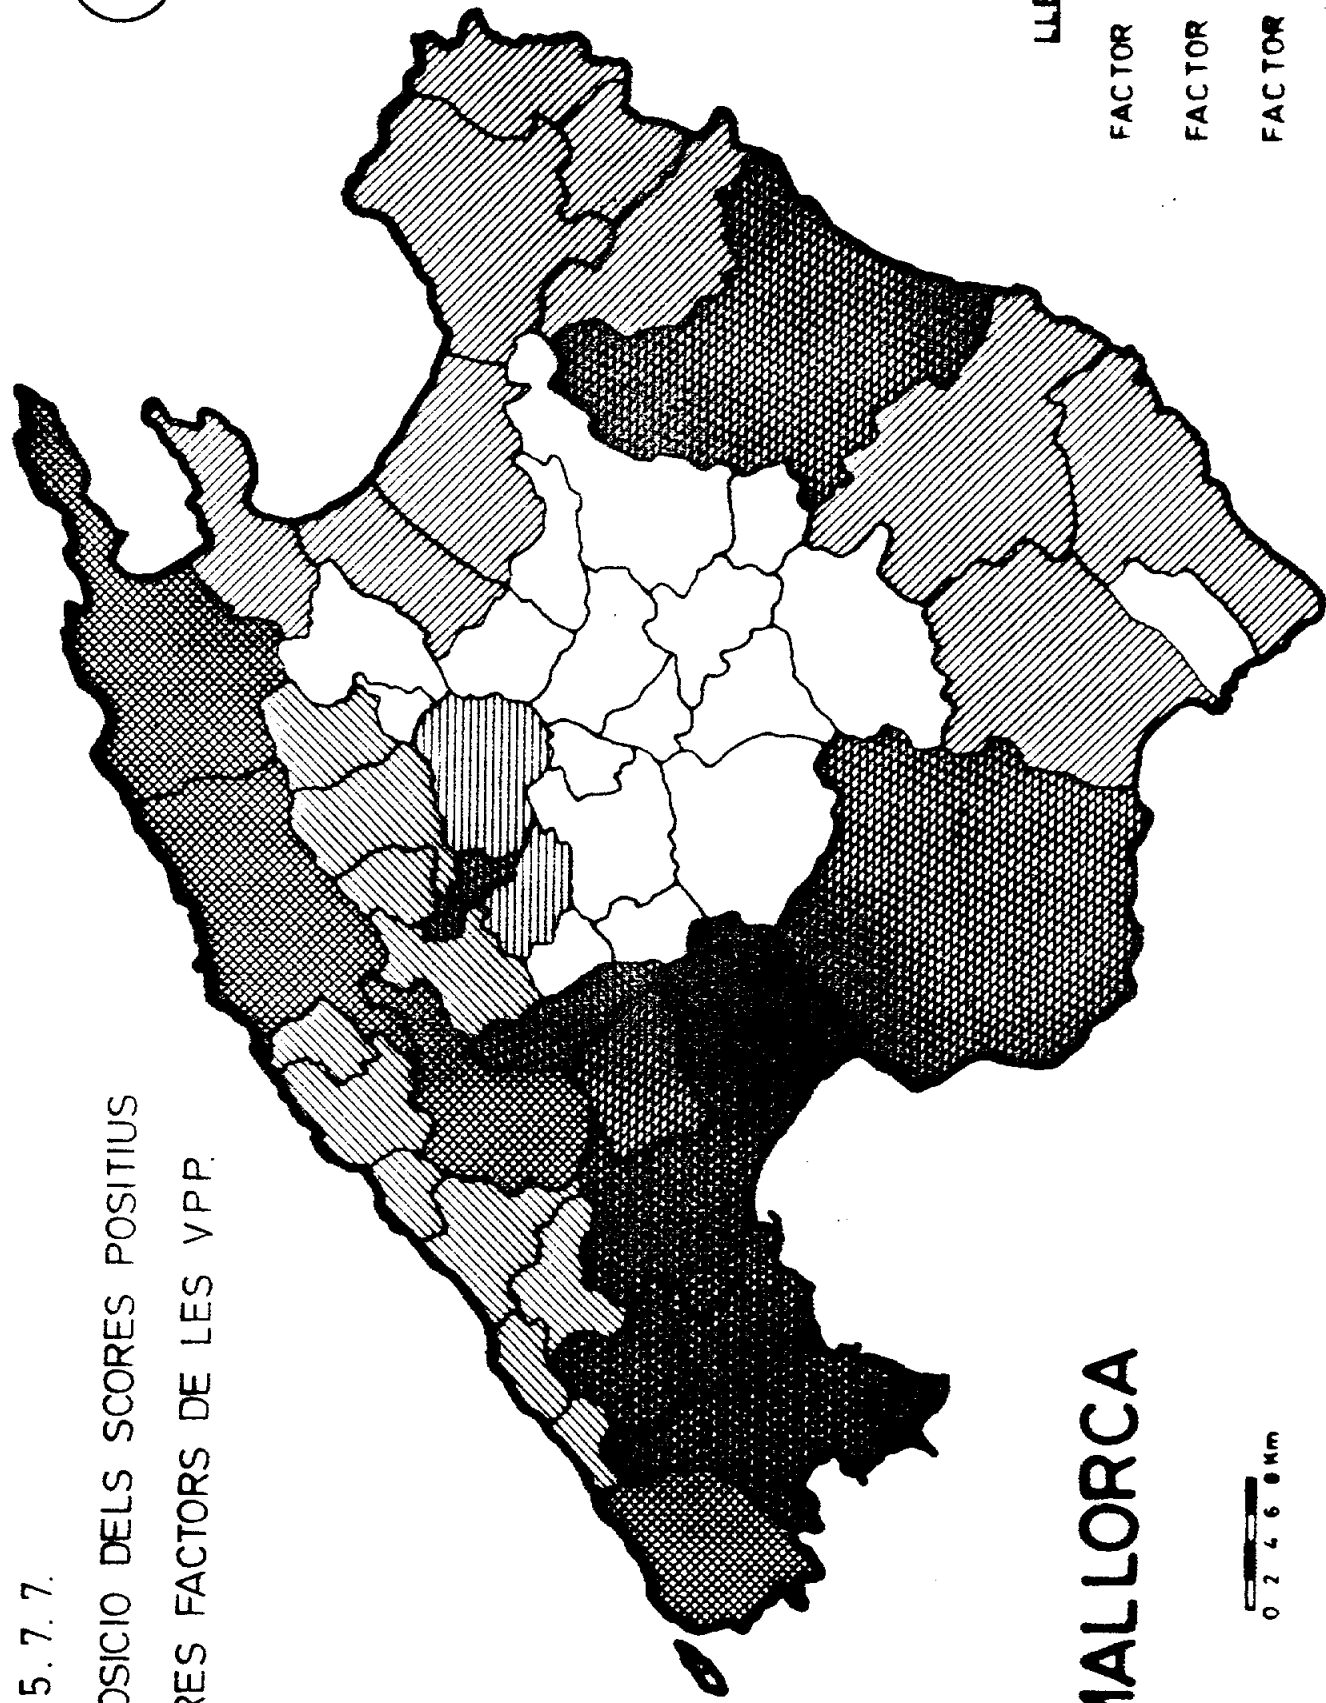 5.7.7.
OSICIO DELS SCORES POSITIUS
RES FACTORS DE LES VPP.
LLE
FACTOR
FACTOR
FACTOR
MALLORCA
0 2 4 6 8 Km